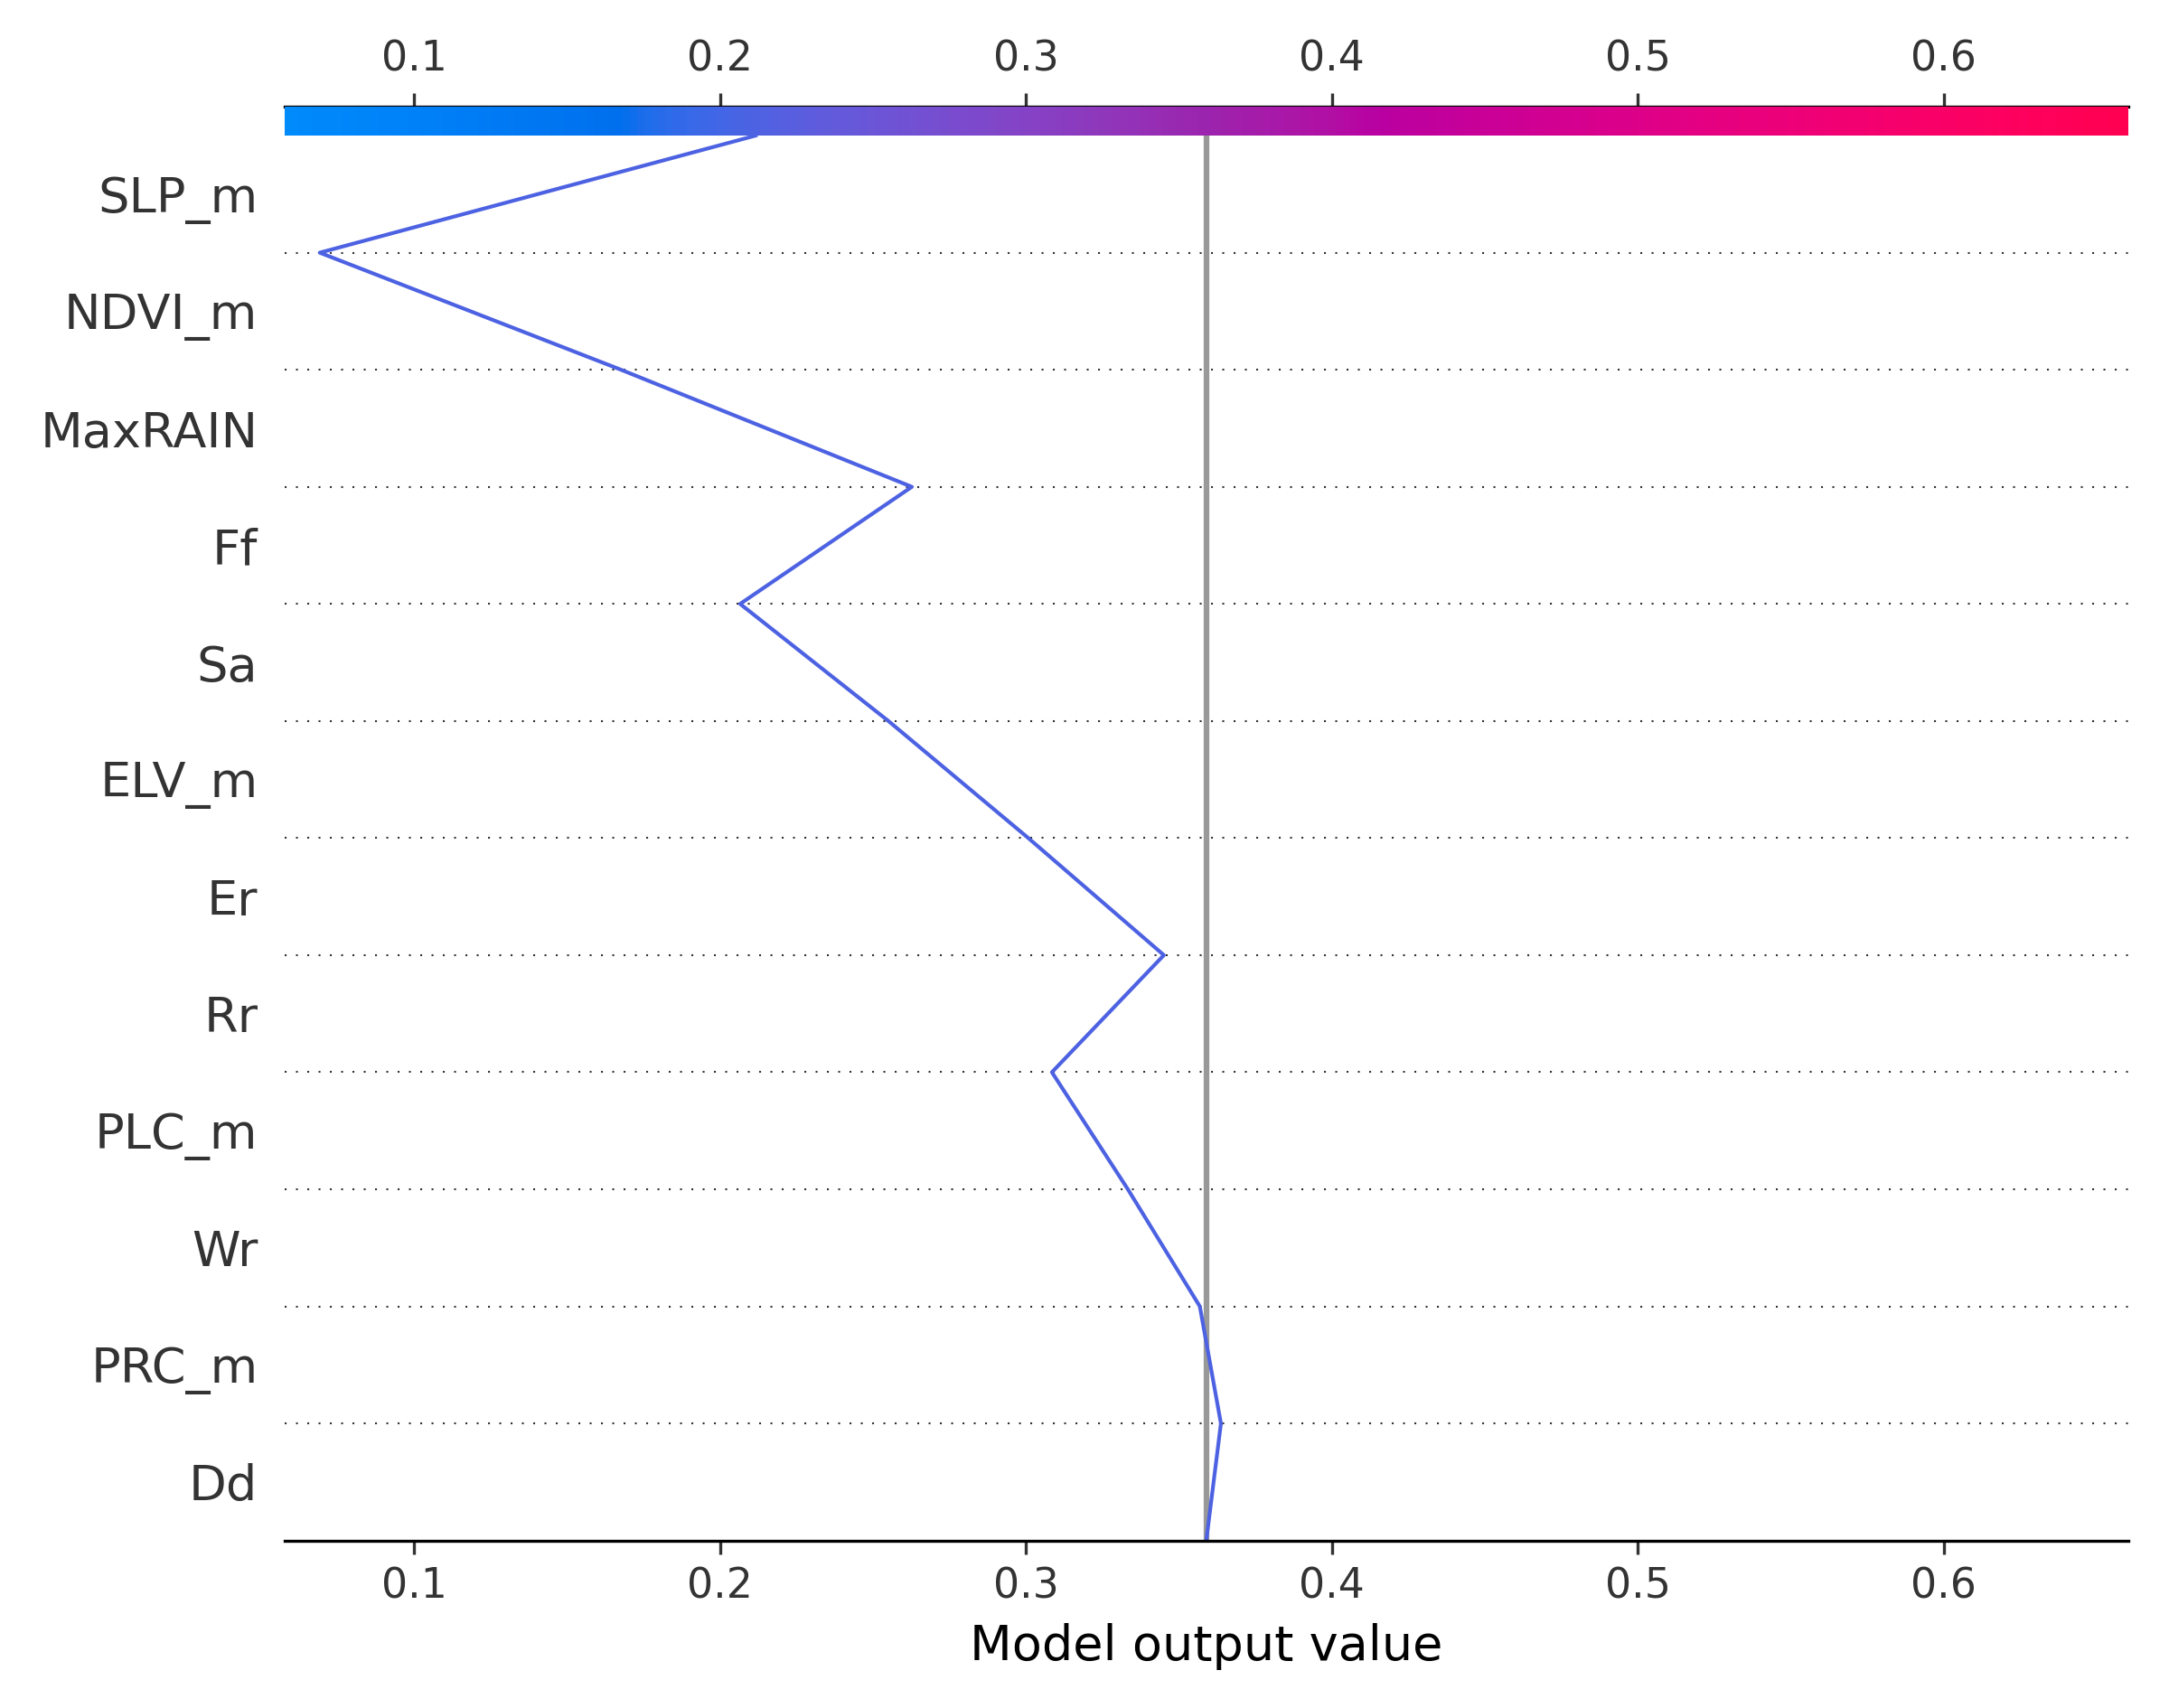 0.1 0.2 0.3 0.4 0.5 0.6
SLP_m
NDVI_m
MaxRAIN
Ff
Sa
ELV_m
Er
Rr
PLC_m
Wr
PRC_m
Dd
0.1 0.2 0.3 0.4 0.5 0.6
Model output value